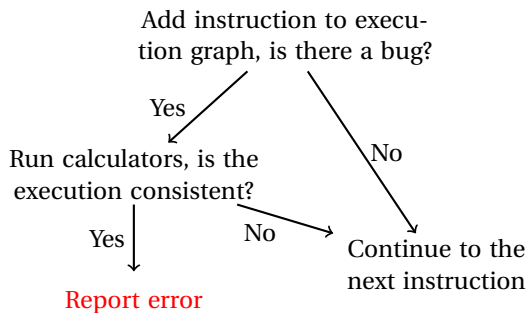 Add instruction to execu-
tion graph, is there a bug?
Yes
No
Run calculators, is the
execution consistent?
Yes
No
Continue to the
next instruction
Report error